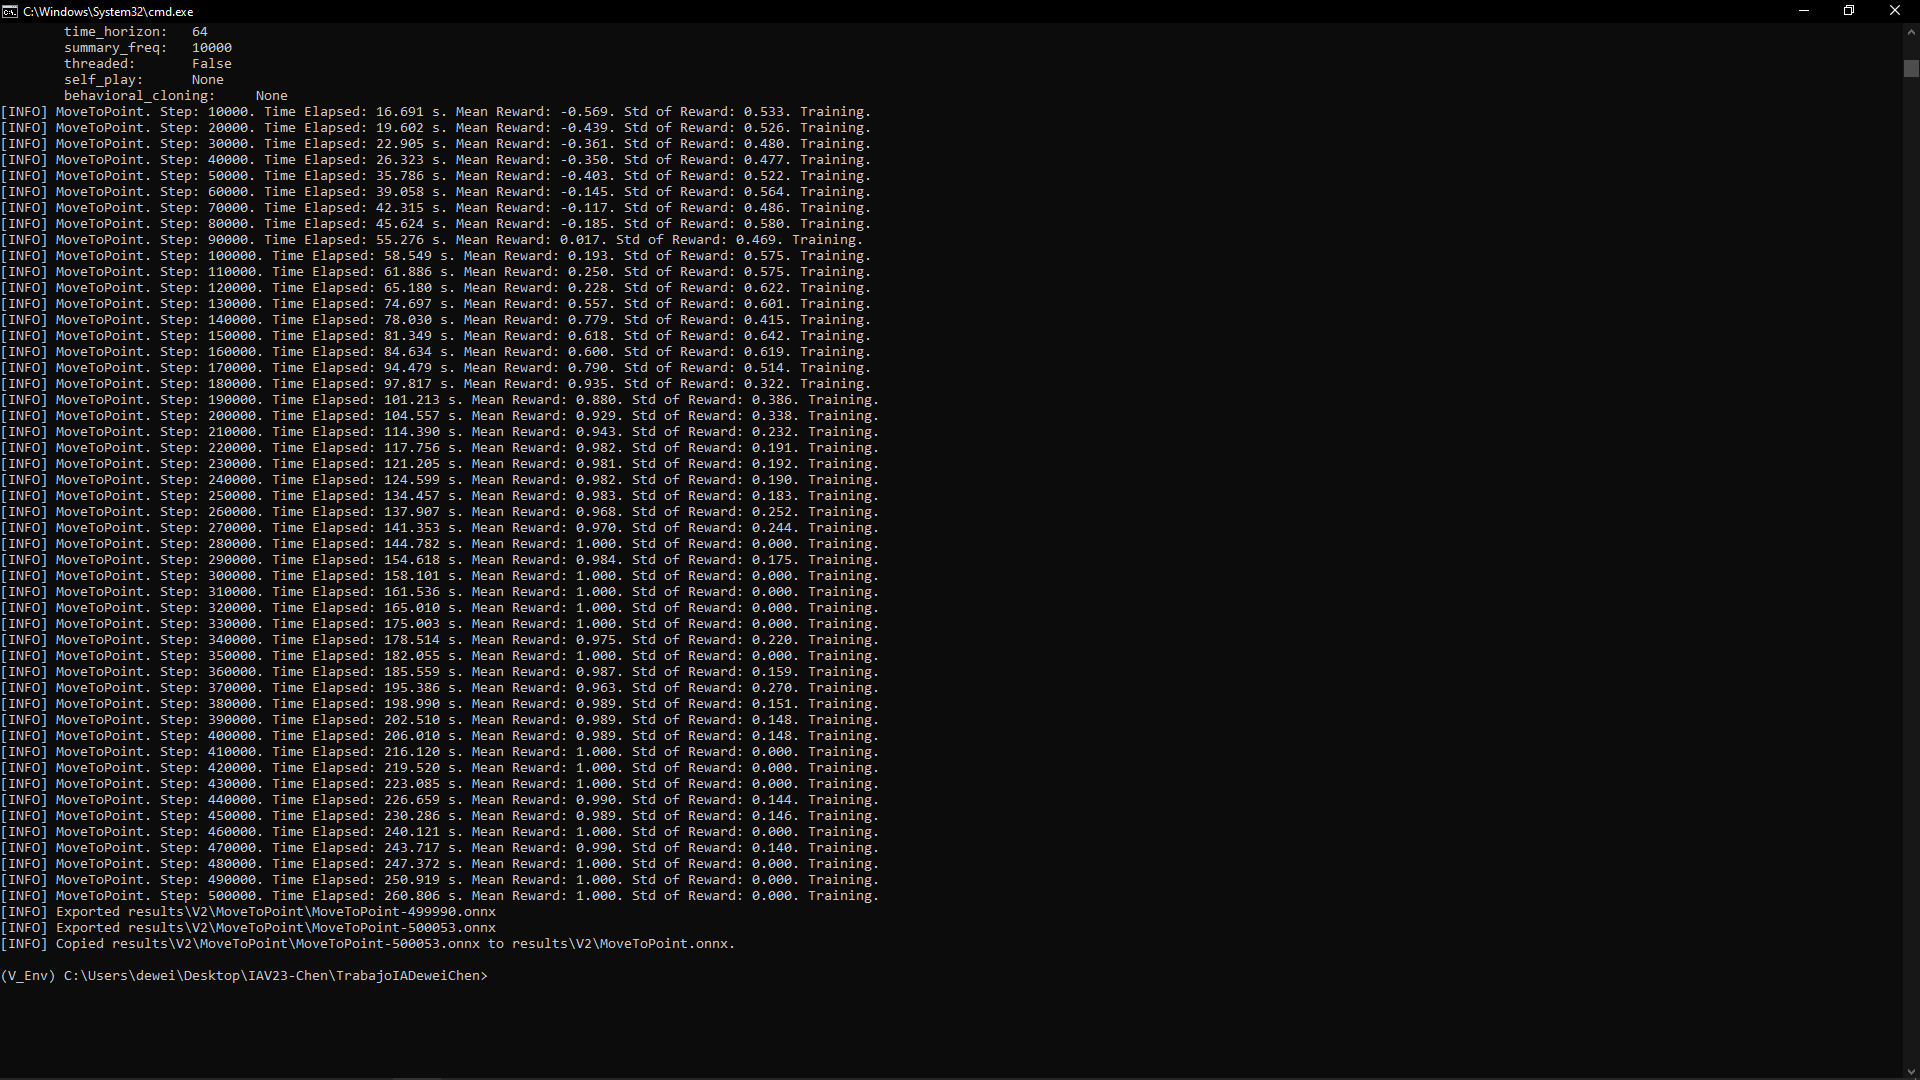 C:\Windows\System32\cmd.exe
time_horizon: 64
summary_freq: 10000
threaded: False
self_play: None
behavioral_cloning: None
[INFO] MoveToPoint. Step: 10000. Time Elapsed: 16.691 s. Mean Reward: -0.569. Std of Reward: 0.533. Training.
[INFO] MoveToPoint. Step: 20000. Time Elapsed: 19.602 s. Mean Reward: -0.439. Std of Reward: 0.526. Training.
[INFO] MoveToPoint. Step: 30000. Time Elapsed: 22.905 s. Mean Reward: -0.361. Std of Reward: 0.480. Training.
[INFO] MoveToPoint. Step: 40000. Time Elapsed: 26.323 s. Mean Reward: -0.350. Std of Reward: 0.477. Training.
[INFO] MoveToPoint. Step: 50000. Time Elapsed: 35.786 s. Mean Reward: -0.403. Std of Reward: 0.522. Training.
[INFO] MoveToPoint. Step: 60000. Time Elapsed: 39.058 s. Mean Reward: -0.145. Std of Reward: 0.564. Training.
[INFO] MoveToPoint. Step: 70000. Time Elapsed: 42.315 s. Mean Reward: -0.117. Std of Reward: 0.486. Training.
[INFO] MoveToPoint. Step: 80000. Time Elapsed: 45.624 s. Mean Reward: -0.185. Std of Reward: 0.580. Training.
[INFO] MoveToPoint. Step: 90000. Time Elapsed: 55.276 s. Mean Reward: 0.017. Std of Reward: 0.469. Training.
[INFO] MoveToPoint. Step: 100000. Time Elapsed: 58.549 s. Mean Reward: 0.193. Std of Reward: 0.575. Training.
[INFO] MoveToPoint. Step: 110000. Time Elapsed: 61.886 s. Mean Reward: 0.250. Std of Reward: 0.575. Training.
[INFO] MoveToPoint. Step: 120000. Time Elapsed: 65.180 s. Mean Reward: 0.228. Std of Reward: 0.622. Training.
[INFO] MoveToPoint. Step: 130000. Time Elapsed: 74.697 s. Mean Reward: 0.557. Std of Reward: 0.601. Training.
[INFO] MoveToPoint. Step: 140000. Time Elapsed: 78.030 s. Mean Reward: 0.779. Std of Reward: 0.415. Training.
[INFO] MoveToPoint. Step: 150000. Time Elapsed: 81.349 s. Mean Reward: 0.618. Std of Reward: 0.642. Training.
[INFO] MoveToPoint. Step: 160000. Time Elapsed: 84.634 s. Mean Reward: 0.600. Std of Reward: 0.619. Training.
[INFO] MoveToPoint. Step: 170000. Time Elapsed: 94.479 s. Mean Reward: 0.790. Std of Reward: 0.514. Training.
[INFO] MoveToPoint. Step: 180000. Time Elapsed: 97.817 s. Mean Reward: 0.935. Std of Reward: 0.322. Training.
[INFO] MoveToPoint. Step: 190000. Time Elapsed: 101.213 s. Mean Reward: 0.880. Std of Reward: 0.386. Training.
[INFO] MoveToPoint. Step: 200000. Time Elapsed: 104.557 s. Mean Reward: 0.929. Std of Reward: 0.338. Training.
[INFO] MoveToPoint. Step: 210000. Time Elapsed: 114.390 s. Mean Reward: 0.943. Std of Reward: 0.232. Training.
[INFO] MoveToPoint. Step: 220000. Time Elapsed: 117.756 s. Mean Reward: 0.982. Std of Reward: 0.191. Training.
[INFO] MoveToPoint. Step: 230000. Time Elapsed: 121.205 s. Mean Reward: 0.981. Std of Reward: 0.192. Training.
[INFO] MoveToPoint. Step: 240000. Time Elapsed: 124.599 s. Mean Reward: 0.982. Std of Reward: 0.190. Training.
[INFO] MoveToPoint. Step: 250000. Time Elapsed: 134.457 s. Mean Reward: 0.983. Std of Reward: 0.183. Training.
[INFO] MoveToPoint. Step: 260000. Time Elapsed: 137.907 s. Mean Reward: 0.968. Std of Reward: 0.252. Training.
[INFO] MoveToPoint. Step: 270000. Time Elapsed: 141.353 s. Mean Reward: 0.970. Std of Reward: 0.244. Training.
[INFO] MoveToPoint. Step: 280000. Time Elapsed: 144.782 s. Mean Reward: 1.000. Std of Reward: 0.000. Training.
[INFO] MoveToPoint. Step: 290000. Time Elapsed: 154.618 s. Mean Reward: 0.984. Std of Reward: 0.175. Training.
[INFO] MoveToPoint. Step: 300000. Time Elapsed: 158.101 s. Mean Reward: 1.000. Std of Reward: 0.000. Training.
[INFO] MoveToPoint. Step: 310000. Time Elapsed: 161.536 s. Mean Reward: 1.000. Std of Reward: 0.000. Training.
[INFO] MoveToPoint. Step: 320000. Time Elapsed: 165.010 s. Mean Reward: 1.000. Std of Reward: 0.000. Training.
[INFO] MoveToPoint. Step: 330000. Time Elapsed: 175.003 s. Mean Reward: 1.000. Std of Reward: 0.000. Training.
[INFO] MoveToPoint. Step: 340000. Time Elapsed: 178.514 s. Mean Reward: 0.975. Std of Reward: 0.220. Training.
[INFO] MoveToPoint. Step: 350000. Time Elapsed: 182.055 s. Mean Reward: 1.000. Std of Reward: 0.000. Training.
[INFO] MoveToPoint. Step: 360000. Time Elapsed: 185.559 s. Mean Reward: 0.987. Std of Reward: 0.159. Training.
[INFO] MoveToPoint. Step: 370000. Time Elapsed: 195.386 s. Mean Reward: 0.963. Std of Reward: 0.270. Training.
[INFO] MoveToPoint. Step: 380000. Time Elapsed: 198.990 s. Mean Reward: 0.989. Std of Reward: 0.151. Training.
[INFO] MoveToPoint. Step: 390000. Time Elapsed: 202.510 s. Mean Reward: 0.989. Std of Reward: 0.148. Training.
[INFO] MoveToPoint. Step: 400000. Time Elapsed: 206.010 s. Mean Reward: 0.989. Std of Reward: 0.148. Training.
[INFO] MoveToPoint. Step: 410000. Time Elapsed: 216.120 s. Mean Reward: 1.000. Std of Reward: 0.000. Training.
[INFO] MoveToPoint. Step: 420000. Time Elapsed: 219.520 s. Mean Reward: 1.000. Std of Reward: 0.000. Training.
[INFO] MoveToPoint. Step: 430000. Time Elapsed: 223.085 s. Mean Reward: 1.000. Std of Reward: 0.000. Training.
[INFO] MoveToPoint. Step: 440000. Time Elapsed: 226.659 s. Mean Reward: 0.990. Std of Reward: 0.144. Training.
[INFO] MoveToPoint. Step: 450000. Time Elapsed: 230.286 s. Mean Reward: 0.989. Std of Reward: 0.146. Training.
[INFO] MoveToPoint. Step: 460000. Time Elapsed: 240.121 s. Mean Reward: 1.000. Std of Reward: 0.000. Training.
[INFO] MoveToPoint. Step: 470000. Time Elapsed: 243.717 s. Mean Reward: 0.990. Std of Reward: 0.140. Training.
[INFO] MoveToPoint. Step: 480000. Time Elapsed: 247.372 s. Mean Reward: 1.000. Std of Reward: 0.000. Training.
[INFO] MoveToPoint. Step: 490000. Time Elapsed: 250.919 s. Mean Reward: 1.000. Std of Reward: 0.000. Training.
[INFO] MoveToPoint. Step: 500000. Time Elapsed: 260.806 s. Mean Reward: 1.000. Std of Reward: 0.000. Training.
[INFO] Exported results\V2\MoveToPoint\MoveToPoint-499990.onnx
[INFO] Exported results\V2\MoveToPoint\MoveToPoint-500053.onnx
[INFO] Copied results\V2\MoveToPoint\MoveToPoint-500053.onnx to results\V2\MoveToPoint.onnx.
(V_Env) C:\Users\dewei\Desktop\IAV23-Chen\TrabajoIADeweiChen>